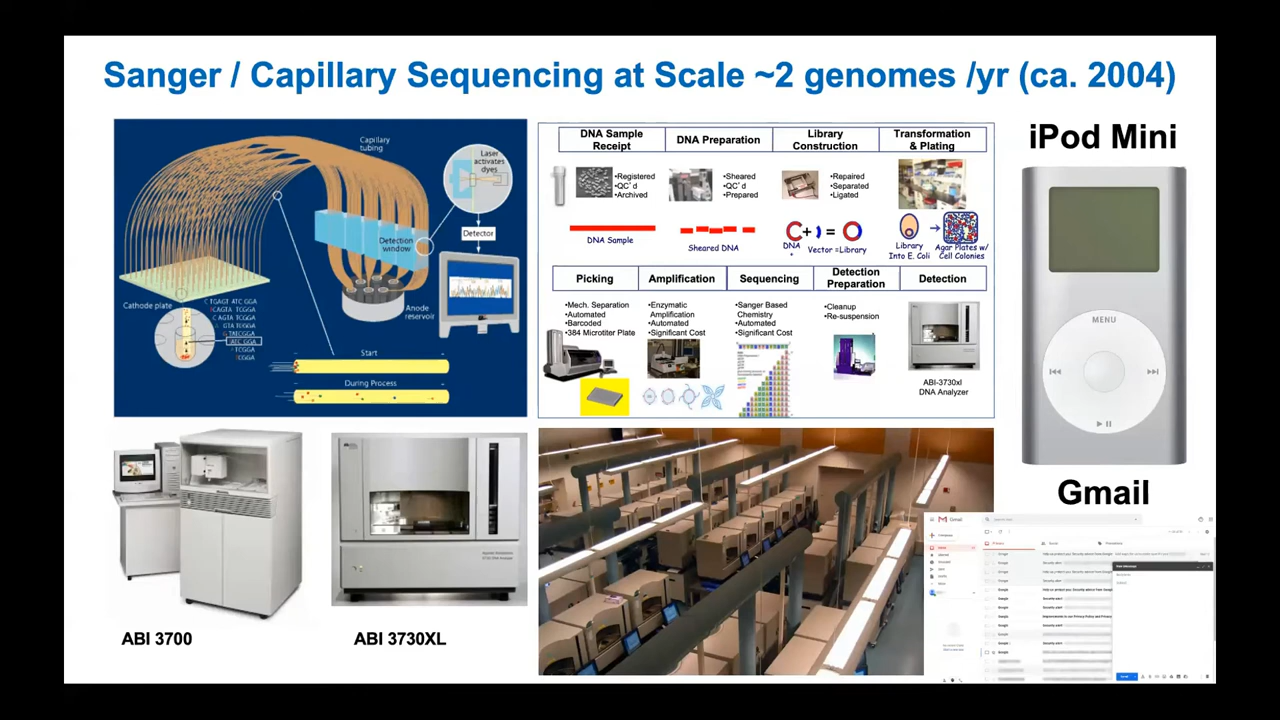 Sanger / Capillary Sequencing at Scale ~2 genomes /yr (ca. 2004)
Capillary
tubing
Laser
activates
dyes
Detection
window
Detector
Cathode plate
Anode
reservoir
C TGAGT ATC GGA
Start
During Process
DNA Sample
Receipt
DNA Preparation
Library
Construction
Transformation
& Plating
•Registered
•QC'd
•Archived
•Sheared
•QC'd
•Prepared
•Repaired
•Separated
•Ligated
DNA Sample
Sheared DNA
DNA
+
Vector =Library
Library
Into E. Coli
Agar Plates w/
Cell Colonies
Picking
Amplification
Sequencing
Detection
Preparation
Detection
•Mech. Separation
•Automated
•Barcoded
•384 Microtiter Plate
•Enzymatic
Amplification
•Automated
•Significant Cost
•Sanger Based
Chemistry
•Automated
•Significant Cost
•Cleanup
•Re-suspension
ABI-3730xl
DNA Analyzer
iPod Mini
MENU
ABI 3700
ABI 3730XL
Gmail
Gmail